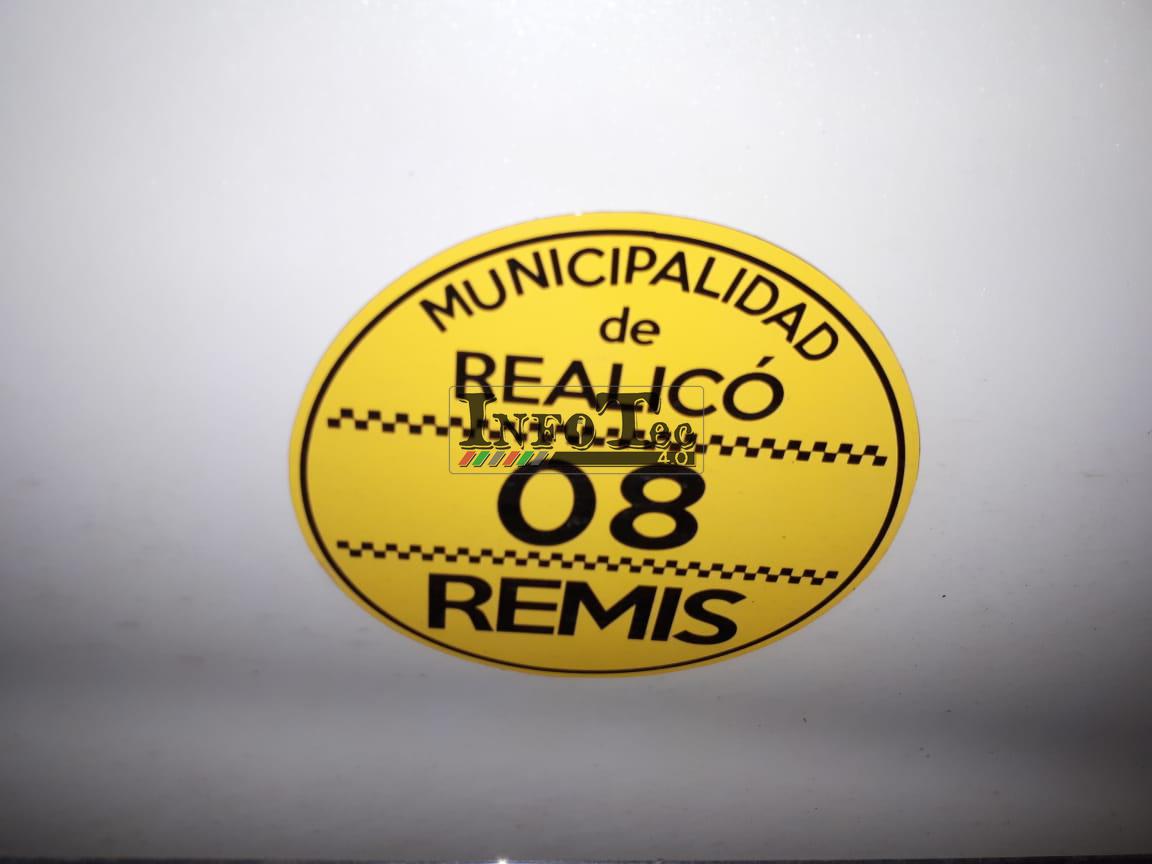 MUNICIPALIDAD
de
REALICÓ
INFOTec
4.0
08
REMIS